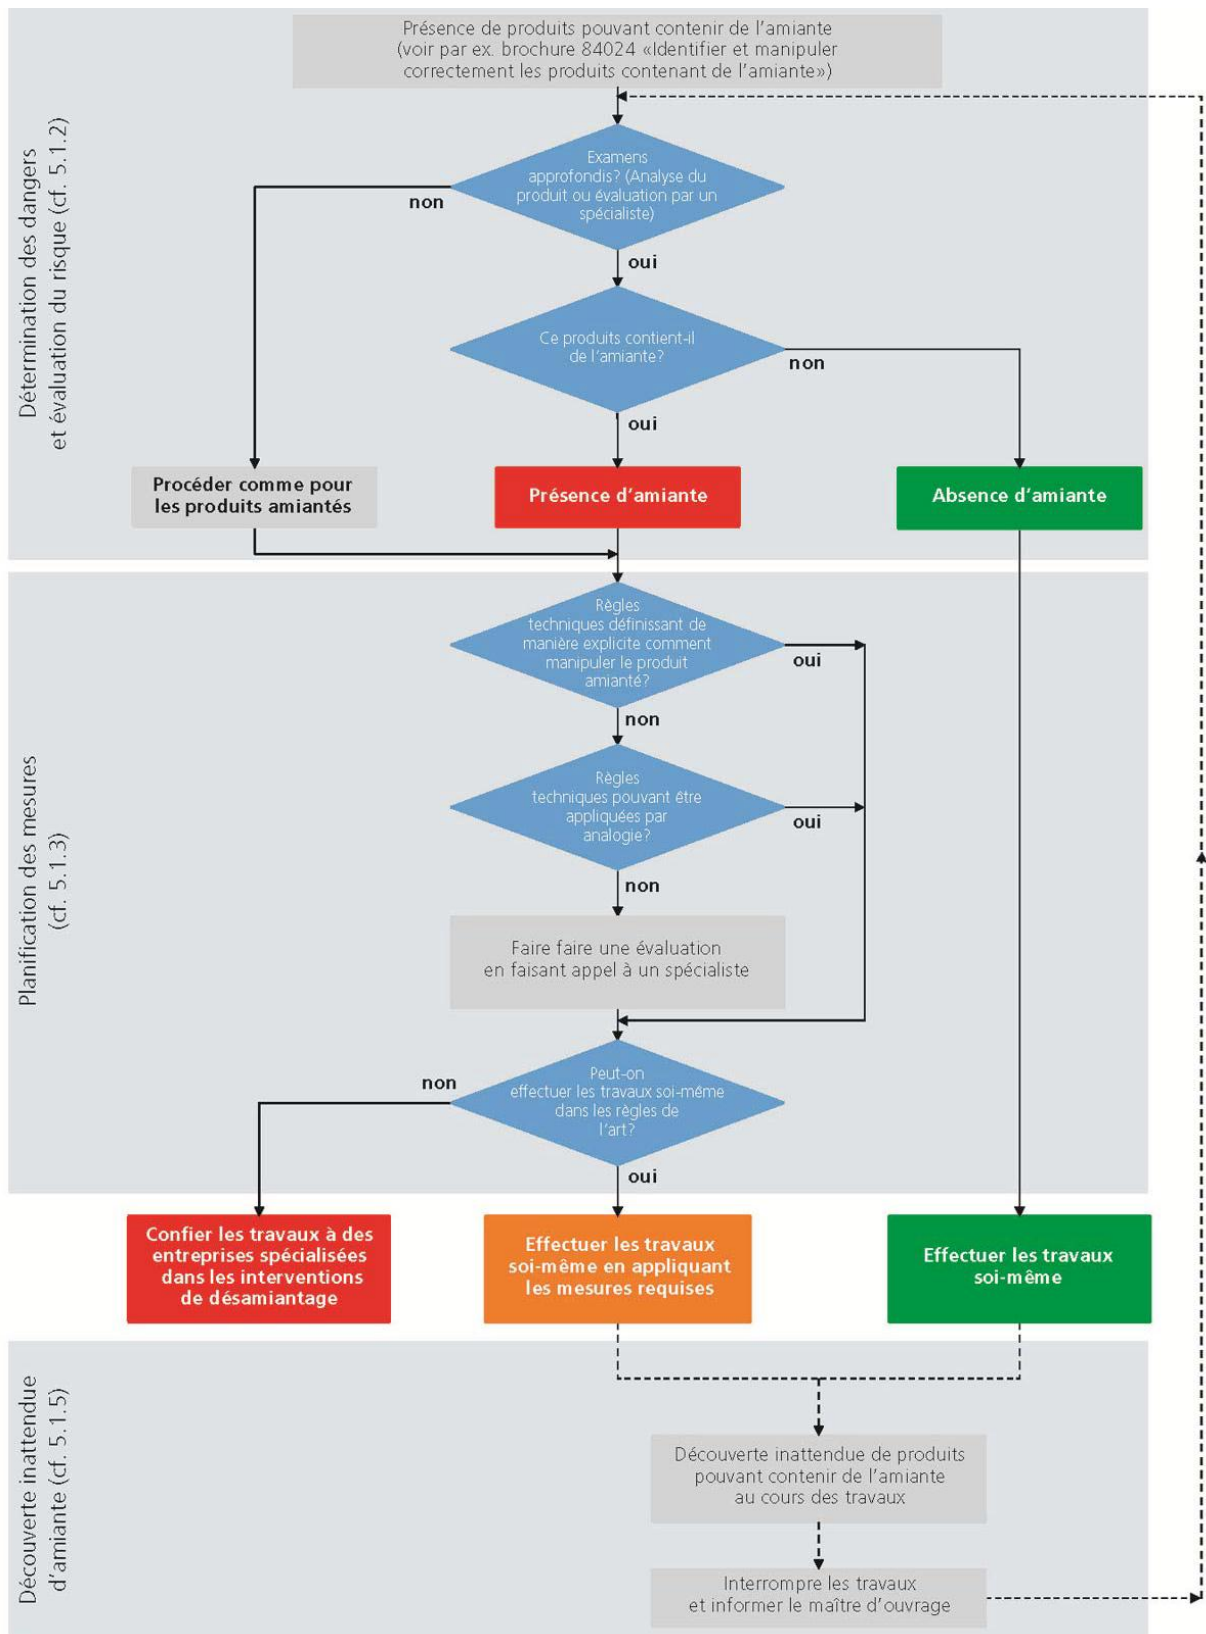 Présence de produits pouvant contenir de l'amiante
(voir par ex. brochure 84024 «Identifier et manipuler
correctement les produits contenant de l'amiante»)
Détermination des dangers
et évaluation du risque (cf. 5.1.2)
Examens
approfondis? (Analyse du
produit ou évaluation par un
spécialiste)
non
oui
Ce produits contient-il
de l'amiante?
non
oui
Procéder comme pour
les produits amiantés
Présence d'amiante
Absence d'amiante
Planification des mesures
(cf. 5.1.3)
Règles
techniques définissant de
manière explicite comment
manipuler le produit
amianté?
oui
non
Règles
techniques pouvant être
appliquées par
analogie?
oui
non
Faire faire une évaluation
en faisant appel à un spécialiste
Peut-on
effectuer les travaux soi-même
dans les règles de
l'art?
non
oui
Confier les travaux à des
entreprises spécialisées
dans les interventions
de désamiantage
Effectuer les travaux
soi-même en appliquant
les mesures requises
Effectuer les travaux
soi-même
Découverte inattendue
d'amiante (cf. 5.1.5)
Découverte inattendue de produits
pouvant contenir de l'amiante
au cours des travaux
Interrompre les travaux
et informer le maître d'ouvrage